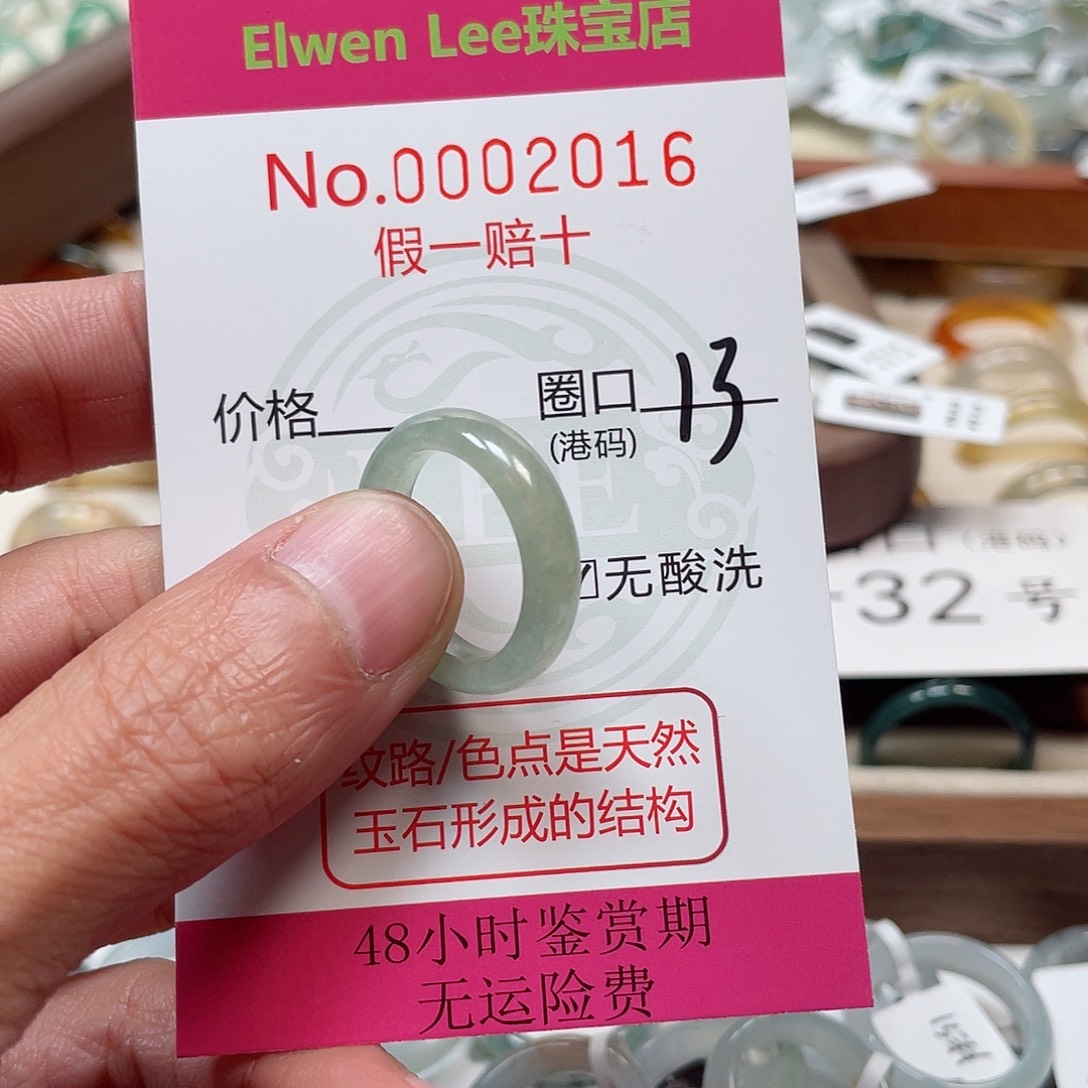 Elwen Lee珠宝店
No.0002016
假一赔十
价格
圈口 13
(港码)
无酸洗
纹路/色点是天然
玉石形成的结构
48小时鉴赏期
无运险费
(港码)
32号